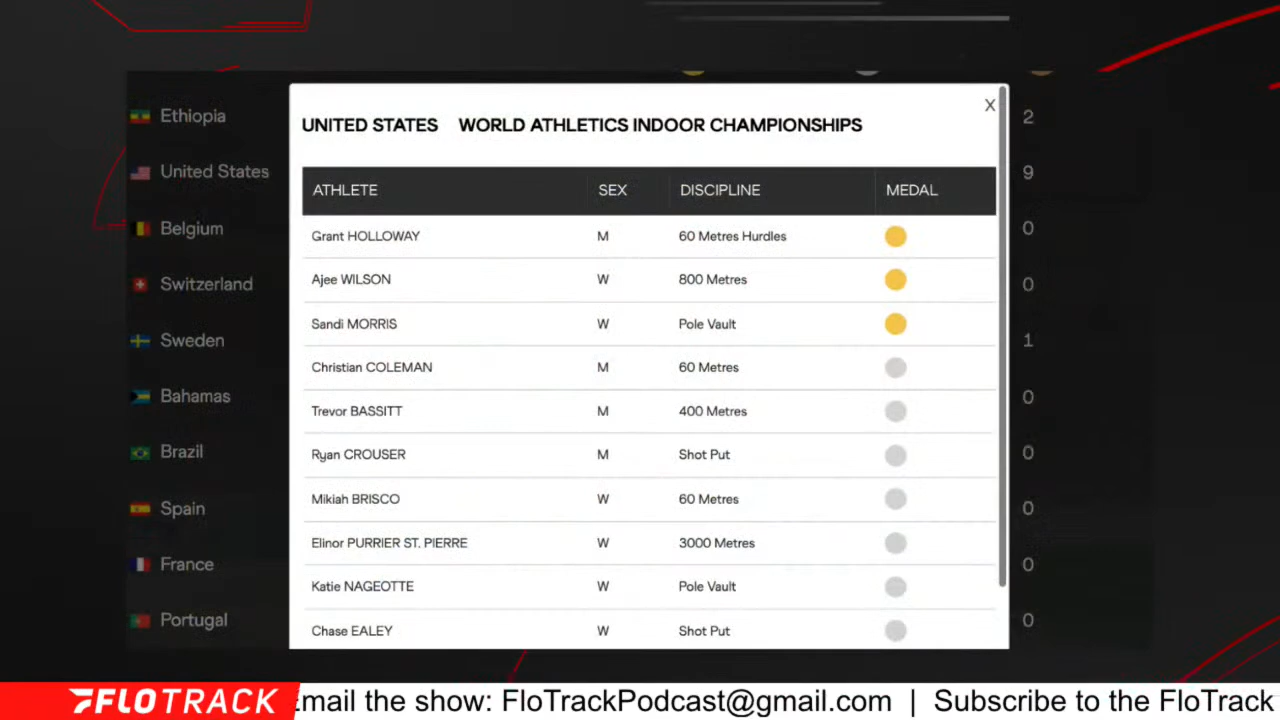 UNITED STATES WORLD ATHLETICS INDOOR CHAMPIONSHIPS X
ATHLETE SEX DISCIPLINE MEDAL
Grant HOLLOWAY M 60 Metres Hurdles
Ajee WILSON W 800 Metres
Sandi MORRIS W Pole Vault
Christian COLEMAN M 60 Metres
Trevor BASSITT M 400 Metres
Ryan CROUSER M Shot Put
Mikiah BRISCO W 60 Metres
Elinor PURRIER ST. PIERRE W 3000 Metres
Katie NAGEOTTE W Pole Vault
Chase EALEY W Shot Put
Ethiopia 2
United States 9
Belgium 0
Switzerland 0
Sweden 1
Bahamas 0
Brazil 0
Spain 0
France 0
Portugal 0
FLOTRACK
Email the show: FloTrackPodcast@gmail.com | Subscribe to the FloTrack